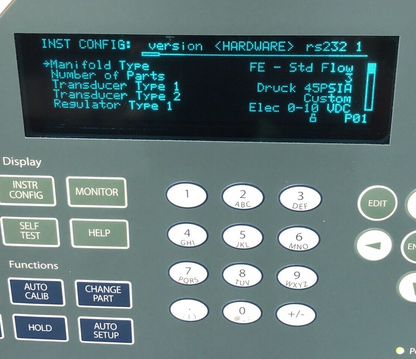 INST CONFIG: version <HARDWARE> rs232 1
→Manifold Type FE - Std Flow
Number of Parts 3
Transducer Type 1 Druck 45PSIA
Transducer Type 2 Custom
Regulator Type 1 Elec 0-10 VDC
P01
Display
INSTR CONFIG
MONITOR
SELF TEST
HELP
Functions
AUTO CALIB
CHANGE PART
HOLD
AUTO SETUP
1
2 ABC
3 DEF
4 GHI
5 JKL
6 MNO
7 PQRS
8 TUV
9 WXYZ
0
+/-
EDIT